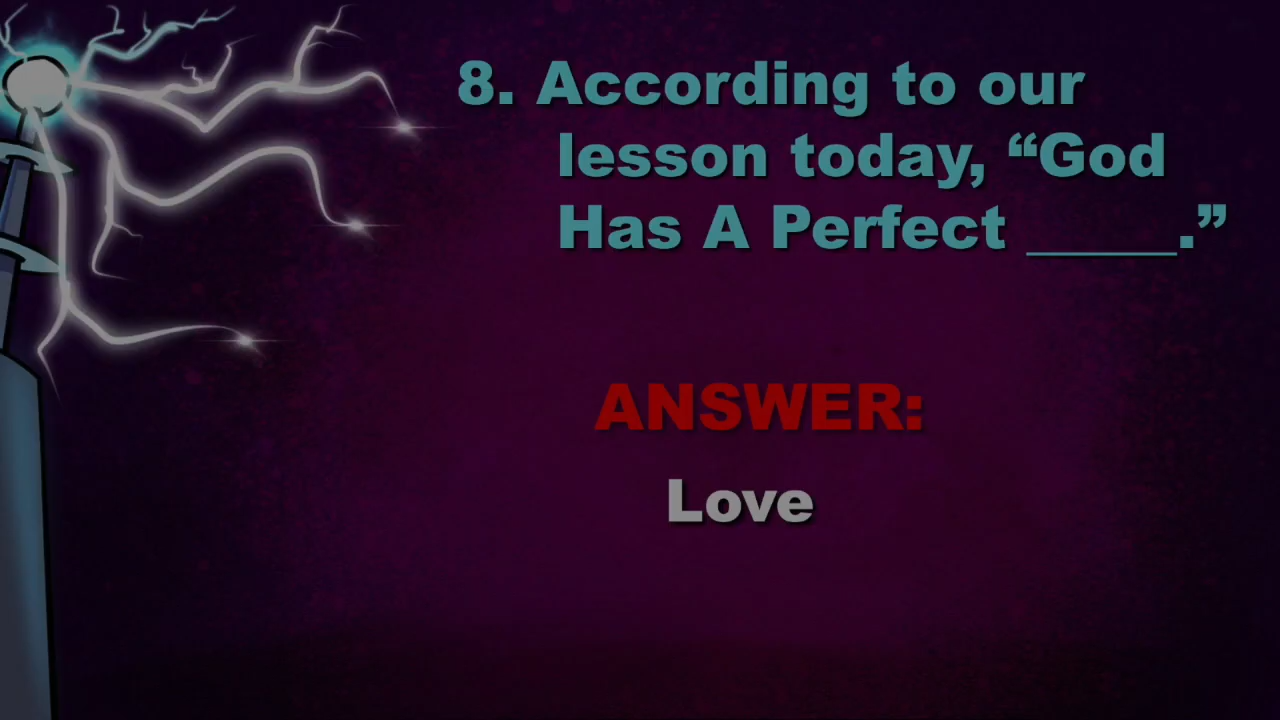 8. According to our
lesson today, “God
Has A Perfect _____.”
ANSWER:
Love